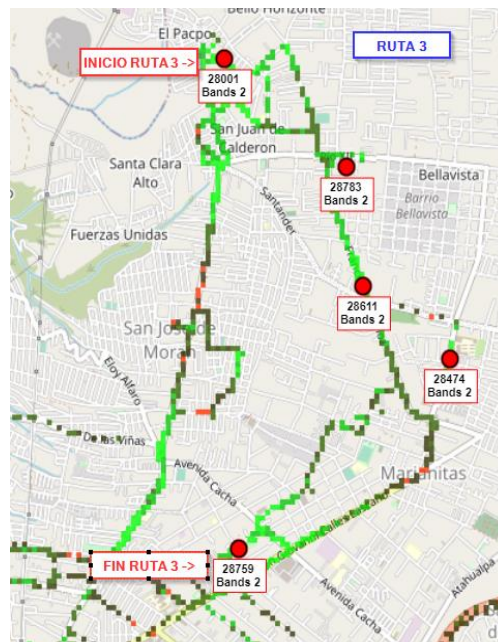 Bello Horizonte
El Pacpo
RUTA 3
INICIO RUTA 3 ->
28001
Bands 2
San Juan de
Calderon
Santa Clara
Alto
28783
Bands 2
Bellavista
Santander
Barrio
Bellavista
Fuerzas Unidas
28611
Bands 2
San José de
Moran
28474
Bands 2
Eloy Alfaro
De las Viñas
Marianitas
Avenida Cacha
FIN RUTA 3 ->
28759
Bands 2
Avenida Cacha
Atahualpa